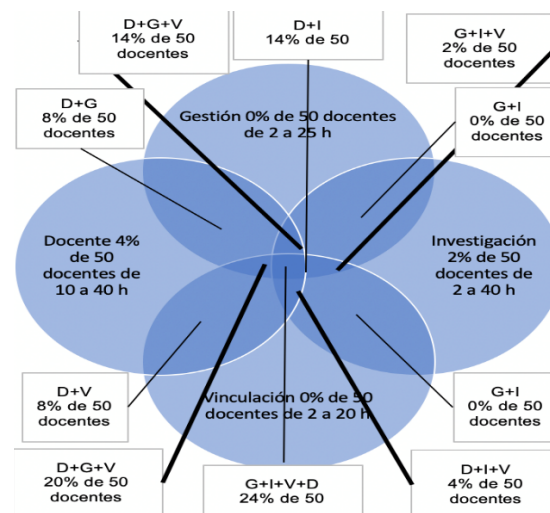 D+G+V
14% de 50
docentes
D+I
14% de 50
G+I+V
2% de 50
docentes
D+G
8% de 50
docentes
Gestión 0% de 50 docentes
de 2 a 25 h
G+I
0% de 50
docentes
Docente 4%
de 50
docentes de
10 a 40 h
Investigación
2% de 50
docentes de
2 a 40 h
D+V
8% de 50
docentes
Vinculación 0% de 50
docentes de 2 a 20 h
G+I
0% de 50
docentes
D+G+V
20% de 50
docentes
G+I+V+D
24% de 50
D+I+V
4% de 50
docentes